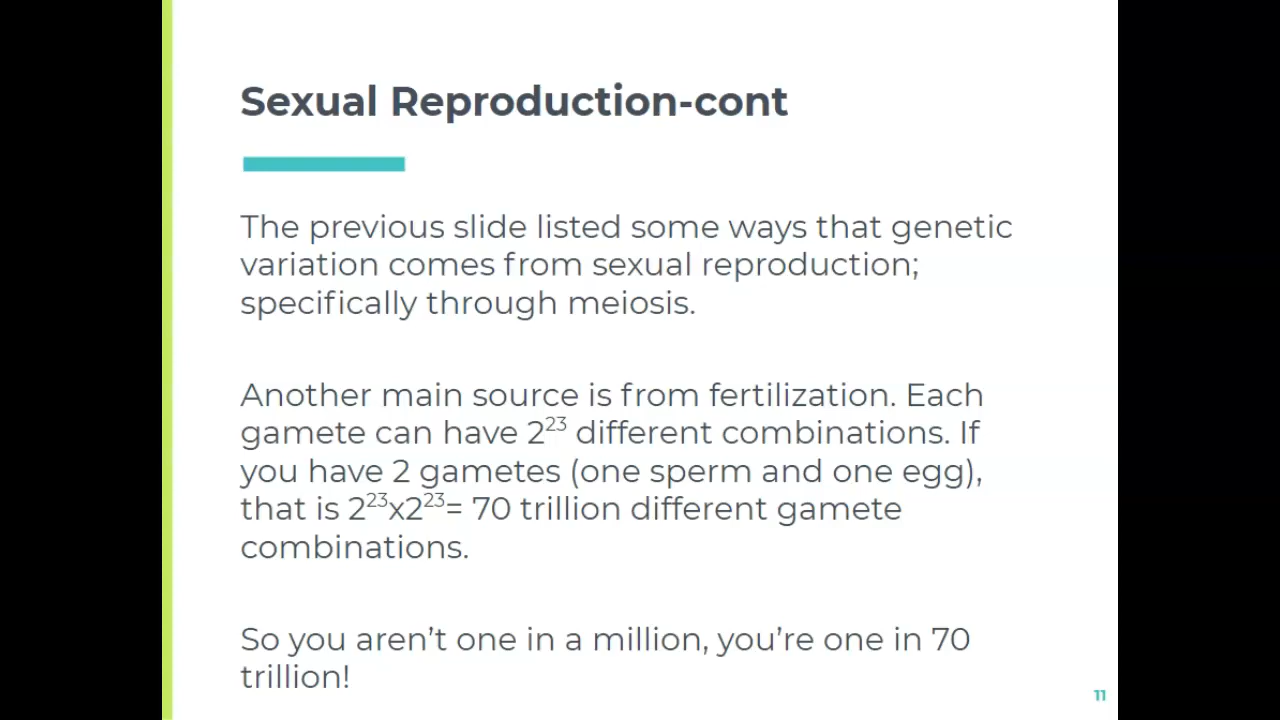 Sexual Reproduction-cont
The previous slide listed some ways that genetic
variation comes from sexual reproduction;
specifically through meiosis.
Another main source is from fertilization. Each
gamete can have 2²³ different combinations. If
you have 2 gametes (one sperm and one egg),
that is 2²³x2²³= 70 trillion different gamete
combinations.
So you aren’t one in a million, you’re one in 70
trillion!
11